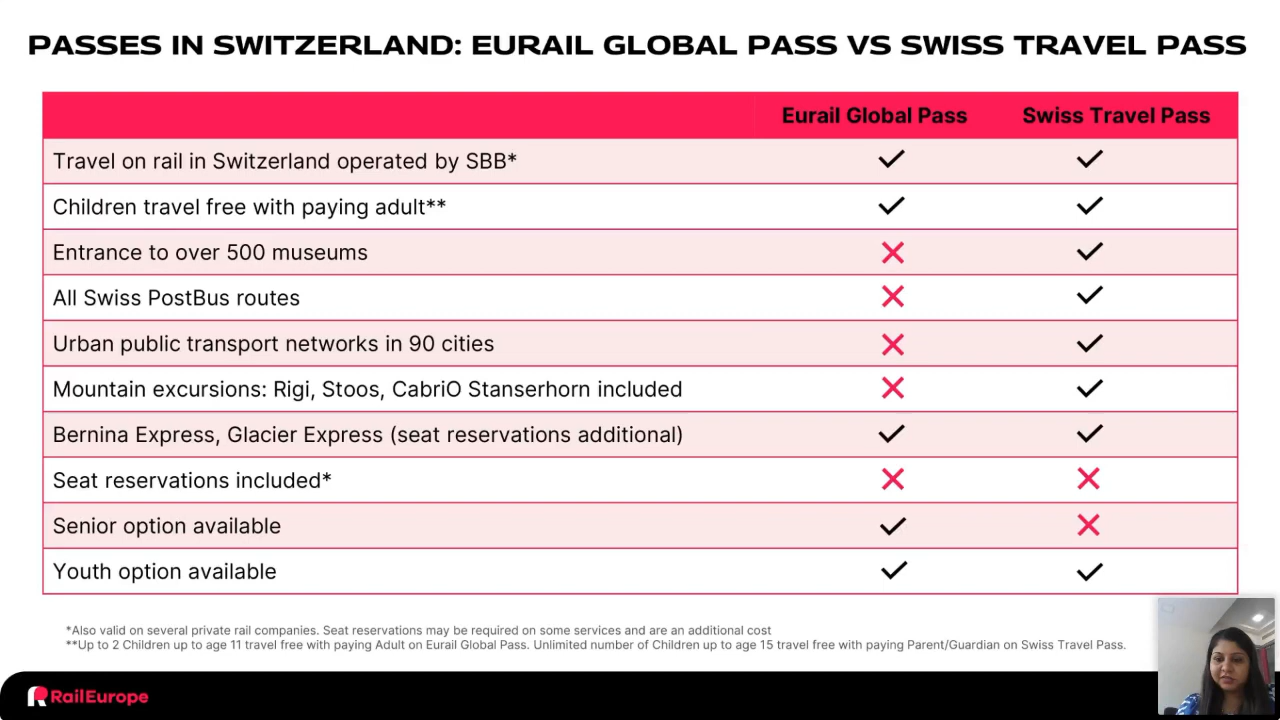 PASSES IN SWITZERLAND: EURAIL GLOBAL PASS VS SWISS TRAVEL PASS
Eurail Global Pass Swiss Travel Pass
Travel on rail in Switzerland operated by SBB*
Children travel free with paying adult**
Entrance to over 500 museums
All Swiss PostBus routes
Urban public transport networks in 90 cities
Mountain excursions: Rigi, Stoos, CabriO Stanserhorn included
Bernina Express, Glacier Express (seat reservations additional)
Seat reservations included*
Senior option available
Youth option available
*Also valid on several private rail companies. Seat reservations may be required on some services and are an additional cost
**Up to 2 Children up to age 11 travel free with paying Adult on Eurail Global Pass. Unlimited number of Children up to age 15 travel free with paying Parent/Guardian on Swiss Travel Pass.
RailEurope